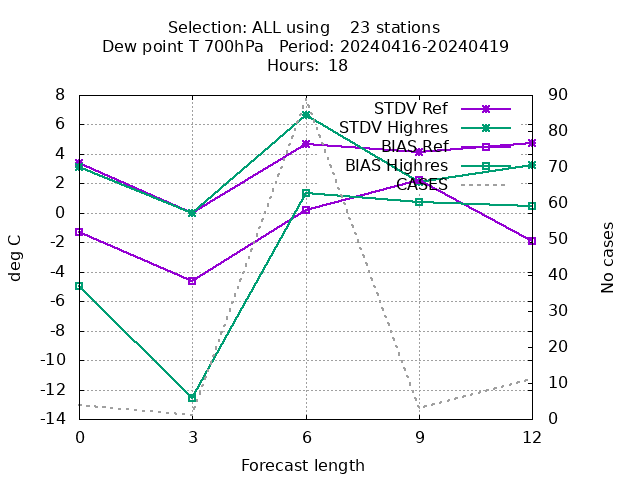 Selection: ALL using 23 stations
Dew point T 700hPa Period: 20240416-20240419
Hours: 18
8
6
4
2
0
-2
-4
-6
-8
-10
-12
-14
deg C
STDV Ref
STDV Highres
BIAS Ref
BIAS Highres
CASES
90
80
70
60
50
40
30
20
10
0
No cases
0 3 6 9 12
Forecast length